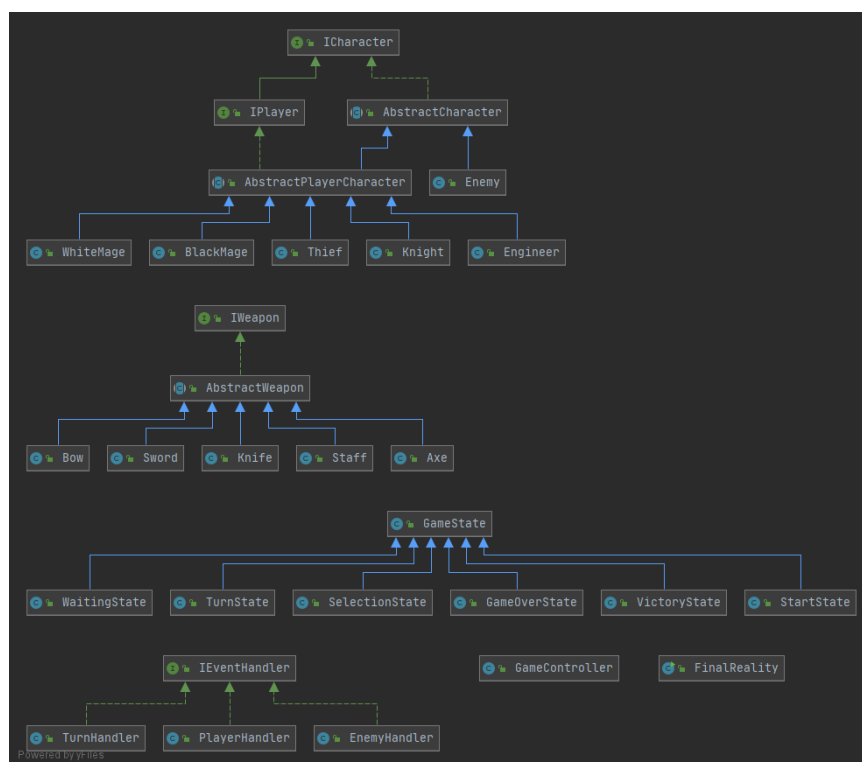 ICharacter
IPlayer AbstractCharacter
AbstractPlayerCharacter Enemy
WhiteMage BlackMage Thief Knight Engineer
IWeapon
AbstractWeapon
Bow Sword Knife Staff Axe
GameState
WaitingState TurnState SelectionState GameOverState VictoryState StartState
IEventHandler GameController FinalReality
TurnHandler PlayerHandler EnemyHandler
Powered by yFiles